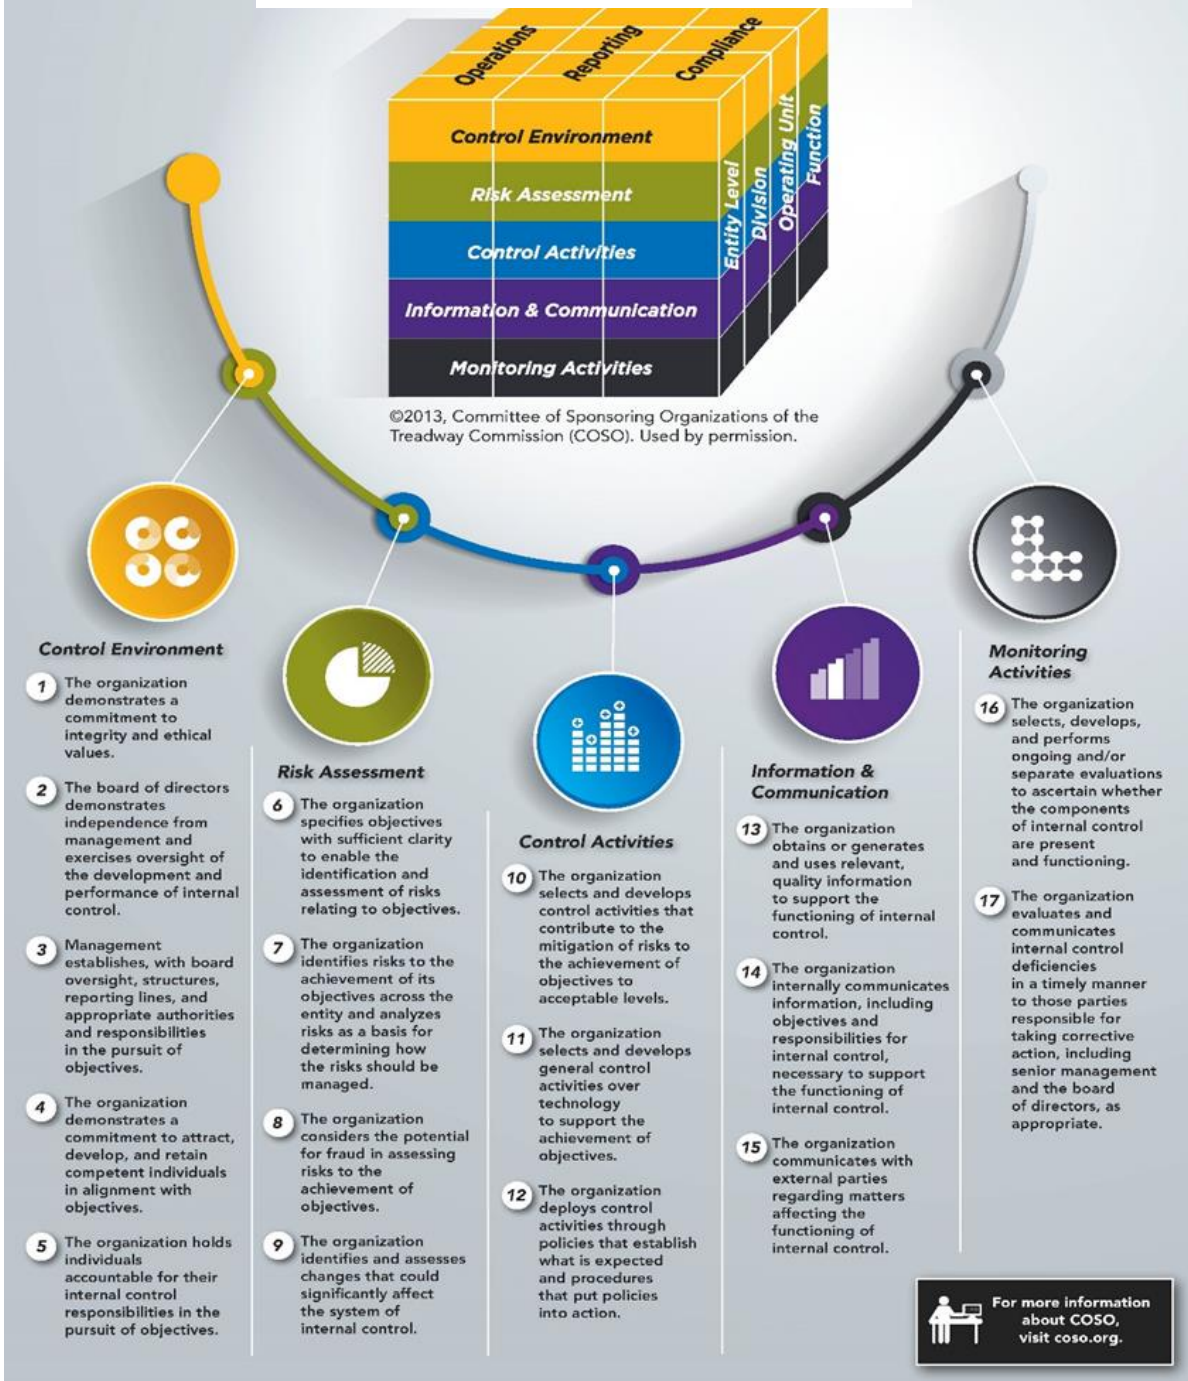 Operations
Reporting
Compliance
Control Environment
Risk Assessment
Control Activities
Information & Communication
Monitoring Activities
Entity Level
Division
Operating Unit
Function
©2013, Committee of Sponsoring Organizations of the
Treadway Commission (COSO). Used by permission.
Control Environment
1 The organization
demonstrates a
commitment to
integrity and ethical
values.
2 The board of directors
demonstrates
independence from
management and
exercises oversight of
the development and
performance of internal
control.
3 Management
establishes, with board
oversight, structures,
reporting lines, and
appropriate authorities
and responsibilities
in the pursuit of
objectives.
4 The organization
demonstrates a
commitment to attract,
develop, and retain
competent individuals
in alignment with
objectives.
5 The organization holds
individuals
accountable for their
internal control
responsibilities in the
pursuit of objectives.
Risk Assessment
6 The organization
specifies objectives
with sufficient clarity
to enable the
identification and
assessment of risks
relating to objectives.
7 The organization
identifies risks to the
achievement of its
objectives across the
entity and analyzes
risks as a basis for
determining how
the risks should be
managed.
8 The organization
considers the potential
for fraud in assessing
risks to the
achievement of
objectives.
9 The organization
identifies and assesses
changes that could
significantly affect
the system of
internal control.
Control Activities
10 The organization
selects and develops
control activities that
contribute to the
mitigation of risks to
the achievement of
objectives to
acceptable levels.
11 The organization
selects and develops
general control
activities over
technology
to support the
achievement of
objectives.
12 The organization
deploys control
activities through
policies that establish
what is expected
and procedures
that put policies
into action.
Information &
Communication
13 The organization
obtains or generates
and uses relevant,
quality information
to support the
functioning of internal
control.
14 The organization
internally communicates
information, including
objectives and
responsibilities for
internal control,
necessary to support
the functioning of
internal control.
15 The organization
communicates with
external parties
regarding matters
affecting the
functioning of
internal control.
Monitoring
Activities
16 The organization
selects, develops,
and performs
ongoing and/or
separate evaluations
to ascertain whether
the components
of internal control
are present
and functioning.
17 The organization
evaluates and
communicates
internal control
deficiencies
in a timely manner
to those parties
responsible for
taking corrective
action, including
senior management
and the board
of directors, as
appropriate.
For more information
about COSO,
visit coso.org.